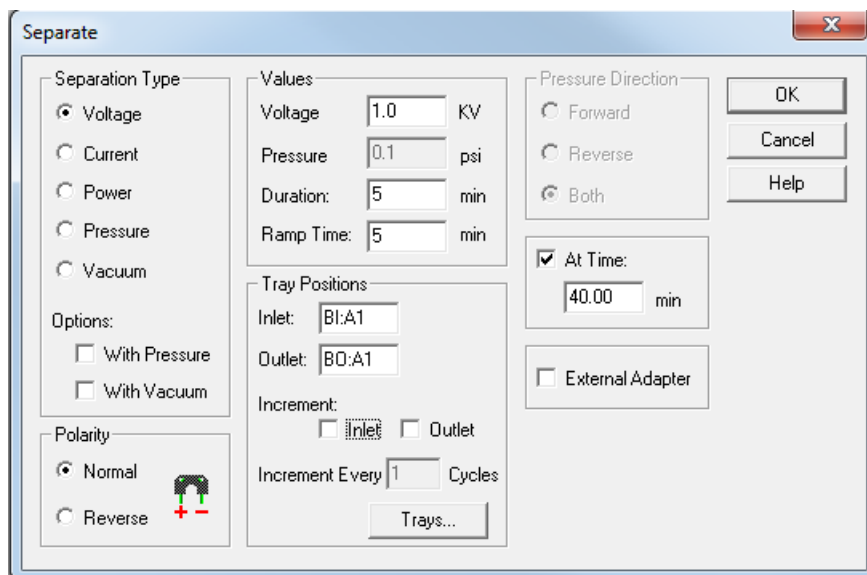 Separate
Separation Type
Voltage
Current
Power
Pressure
Vacuum
Options:
With Pressure
With Vacuum
Polarity
Normal
Reverse
+ −
Values
Voltage 1.0 KV
Pressure 0.1 psi
Duration: 5 min
Ramp Time: 5 min
Tray Positions
Inlet: BI:A1
Outlet: BO:A1
Increment:
Inlet Outlet
Increment Every 1 Cycles
Trays...
Pressure Direction
Forward
Reverse
Both
At Time:
40.00 min
External Adapter
OK
Cancel
Help